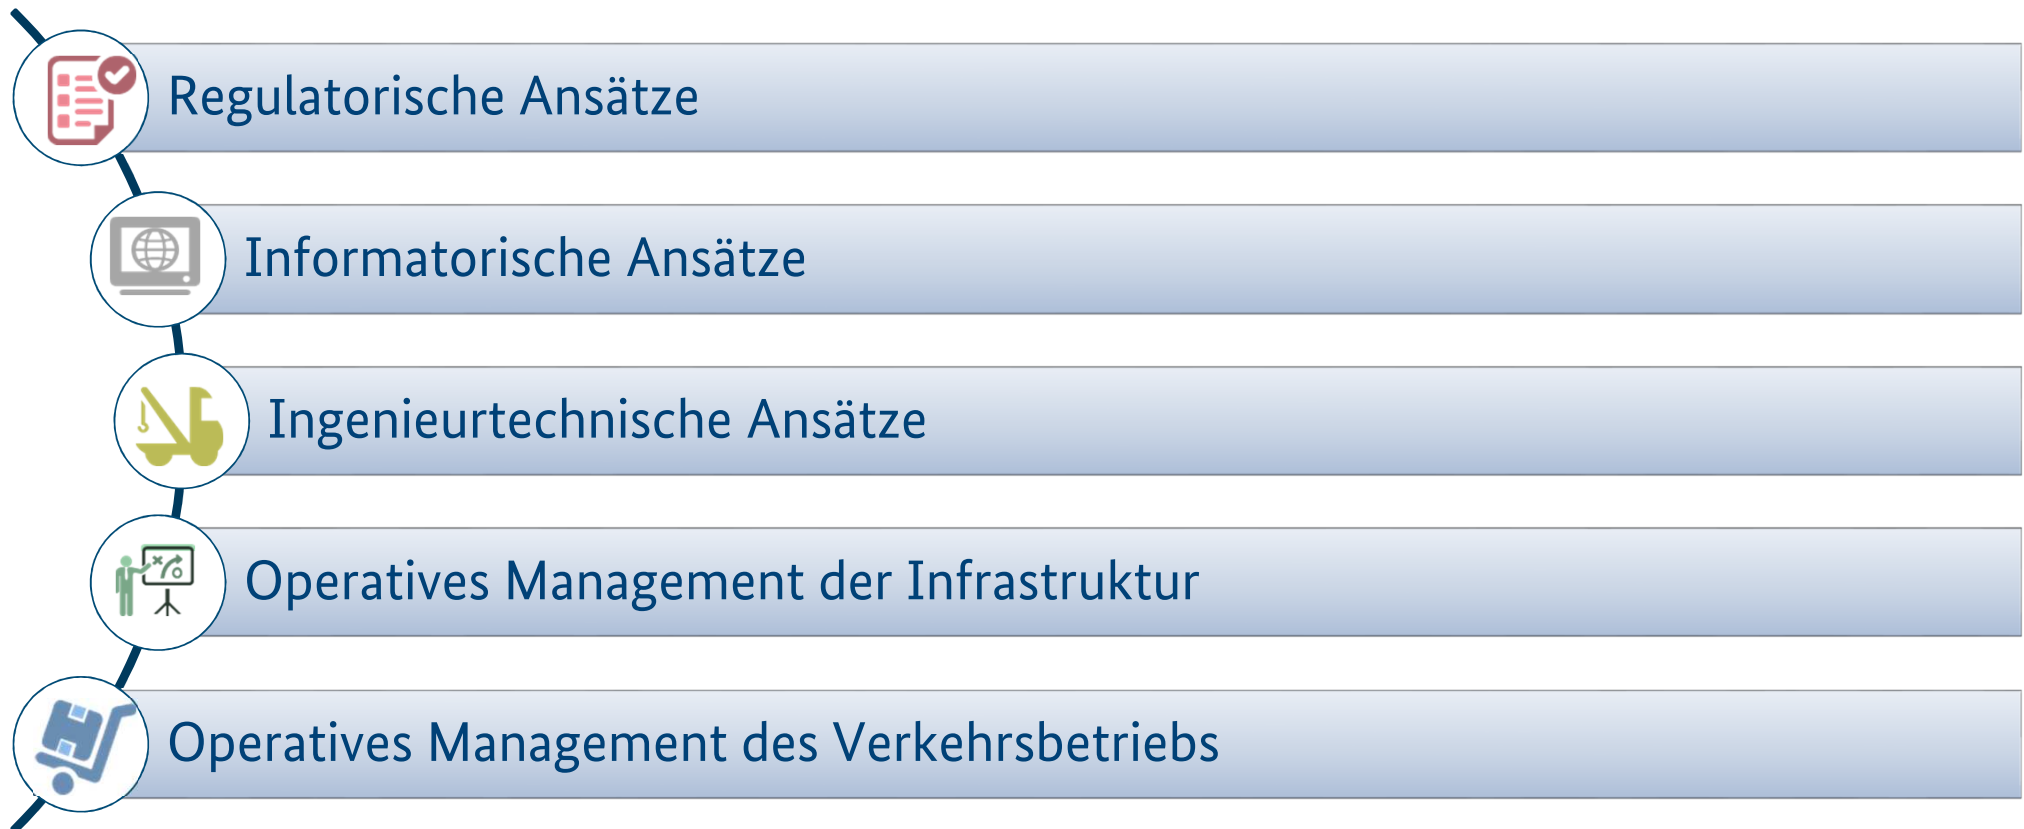 Regulatorische Ansätze
Informatorische Ansätze
Ingenieurtechnische Ansätze
Operatives Management der Infrastruktur
Operatives Management des Verkehrsbetriebs